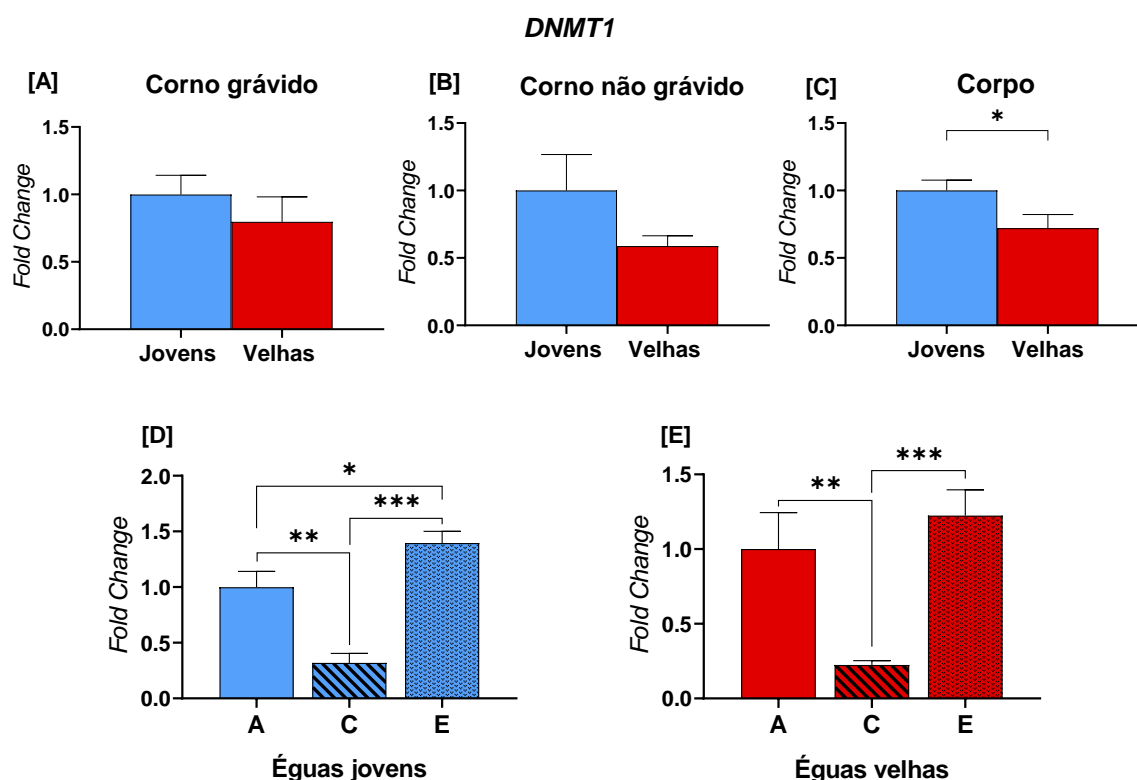 DNMT1
[A]
Corno grávido
Fold Change
1.5
1.0
0.5
0.0
Jovens Velhas
[B]
Corno não grávido
Fold Change
1.5
1.0
0.5
0.0
Jovens Velhas
[C]
Corpo
Fold Change
1.5
1.0
0.5
0.0
*
Jovens Velhas
[D]
Fold Change
2.0
1.5
1.0
0.5
0.0
*
***
**
A C E
Éguas jovens
[E]
Fold Change
1.5
1.0
0.5
0.0
***
**
A C E
Éguas velhas